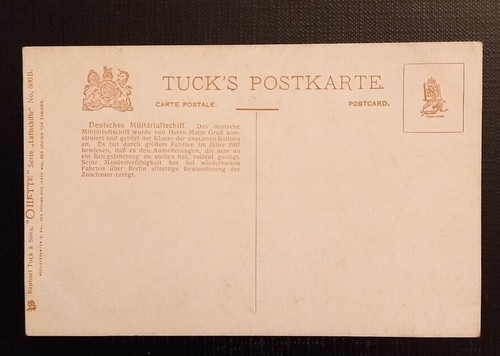 TUCK'S POSTKARTE.
CARTE POSTALE.
POSTCARD.
Deutsches Militärluftschiff. Das deutsche
Militärluftschiff wurde von Herrn Major Groß kon-
struiert und gehört der Klasse der unstarren Ballons
an. Es hat durch größere Fahrten im Jahre 1907
bewiesen, daß es den Anforderungen, die man an
ein Kriegsfahrzeug zu stellen hat, vollauf genügt.
Seine Manövrierfähigkeit hat bei wiederholten
Fahrten über Berlin allseitige Bewunderung der
Zuschauer erregt.
Raphael Tuck & Sons' "OILETTE" Serie „Luftschiffe" No.